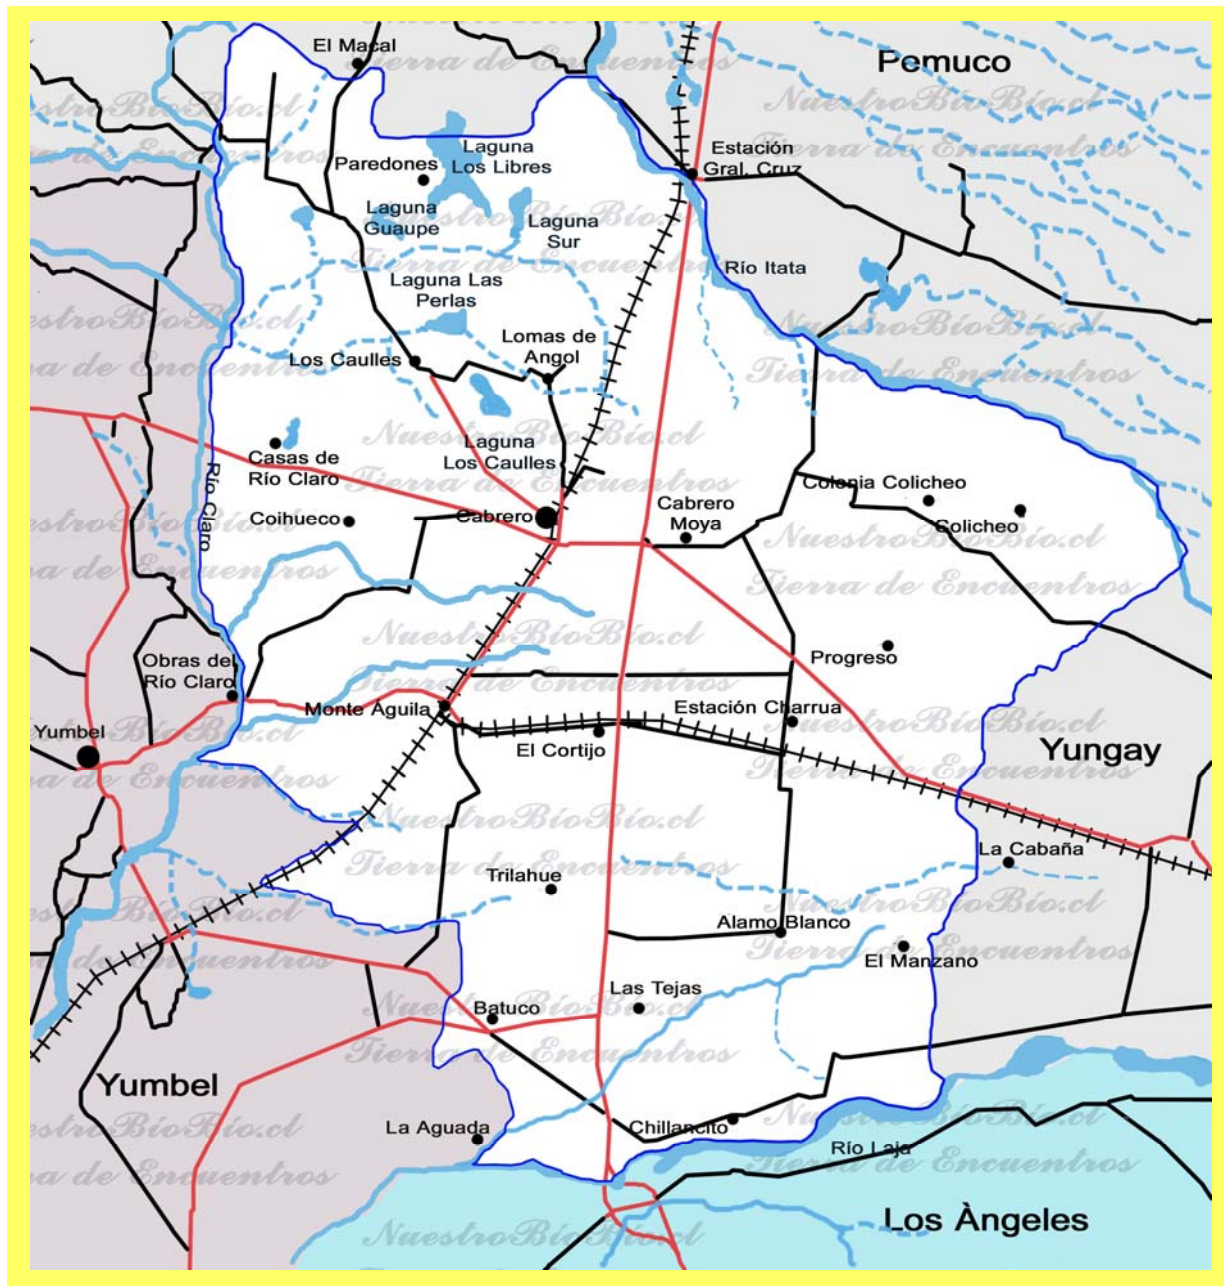 El Macal
Pemuco
Paredones
Laguna
Los Libres
Estación
Gral. Cruz
Laguna
Guaupe
Laguna
Sur
Río Itata
Laguna Las
Perlas
Los Caulles
Lomas de
Angol
Laguna
Los Caulles
Casas de
Río Claro
Río Claro
Coihueco
Cabrero
Cabrero
Moya
Colonia Colicheo
Colicheo
Obras del
Río Claro
Progreso
Monte Águila
Estación Charrua
Yumbel
El Cortijo
Yungay
La Cabaña
Trilahue
Alamo Blanco
El Manzano
Las Tejas
Batuco
Yumbel
La Aguada
Chillancito
Río Laja
Los Àngeles
NuestroBíoBío.cl
Tierra de Encuentros